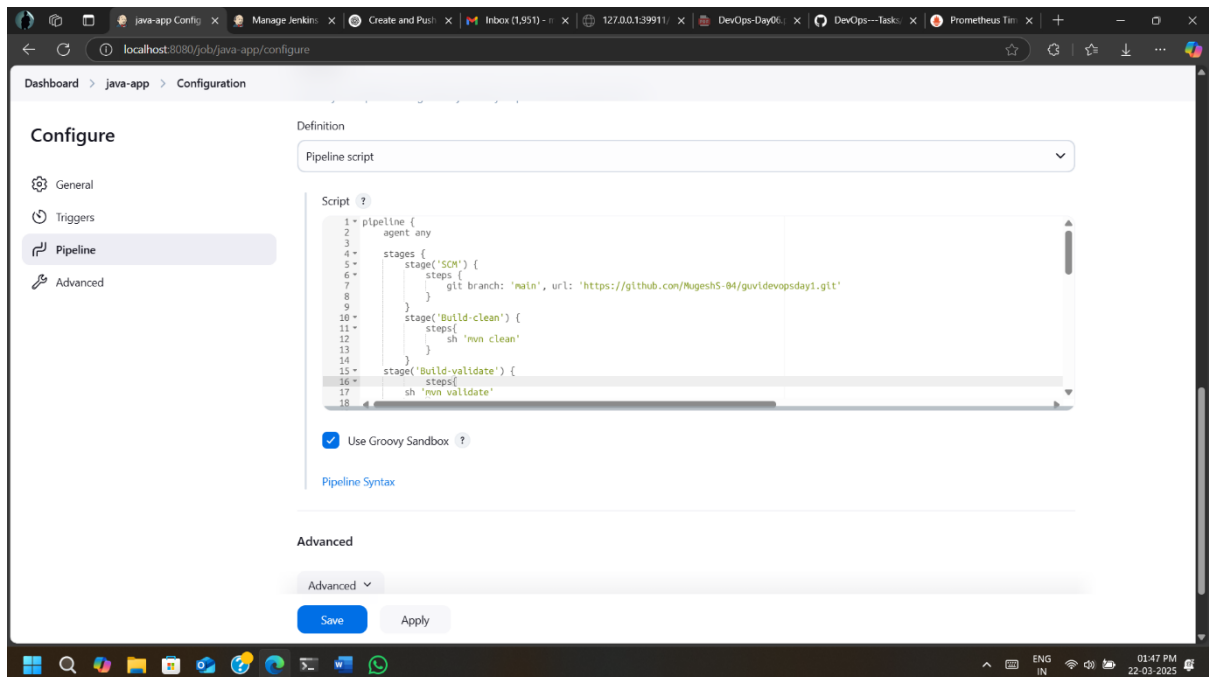 java-app Config
Manage Jenkins
Create and Push
Inbox (1,951) - n
127.0.0.1:39911/
DevOps-Day06.
DevOps---Tasks/
Prometheus Tim
localhost:8080/job/java-app/configure
Dashboard > java-app > Configuration
Configure
General
Triggers
Pipeline
Advanced
Definition
Pipeline script
Script ?
1 pipeline {
2 agent any
3
4 stages {
5 stage('SCM') {
6 steps {
7 git branch: 'main', url: 'https://github.com/MugeshS-04/guvidevopsday1.git'
8 }
9 }
10 stage('Build-clean') {
11 steps{
12 sh 'mvn clean'
13 }
14 }
15 stage('Build-validate') {
16 steps{
17 sh 'mvn validate'
18
Use Groovy Sandbox ?
Pipeline Syntax
Advanced
Advanced
Save
Apply
ENG
IN
01:47 PM
22-03-2025